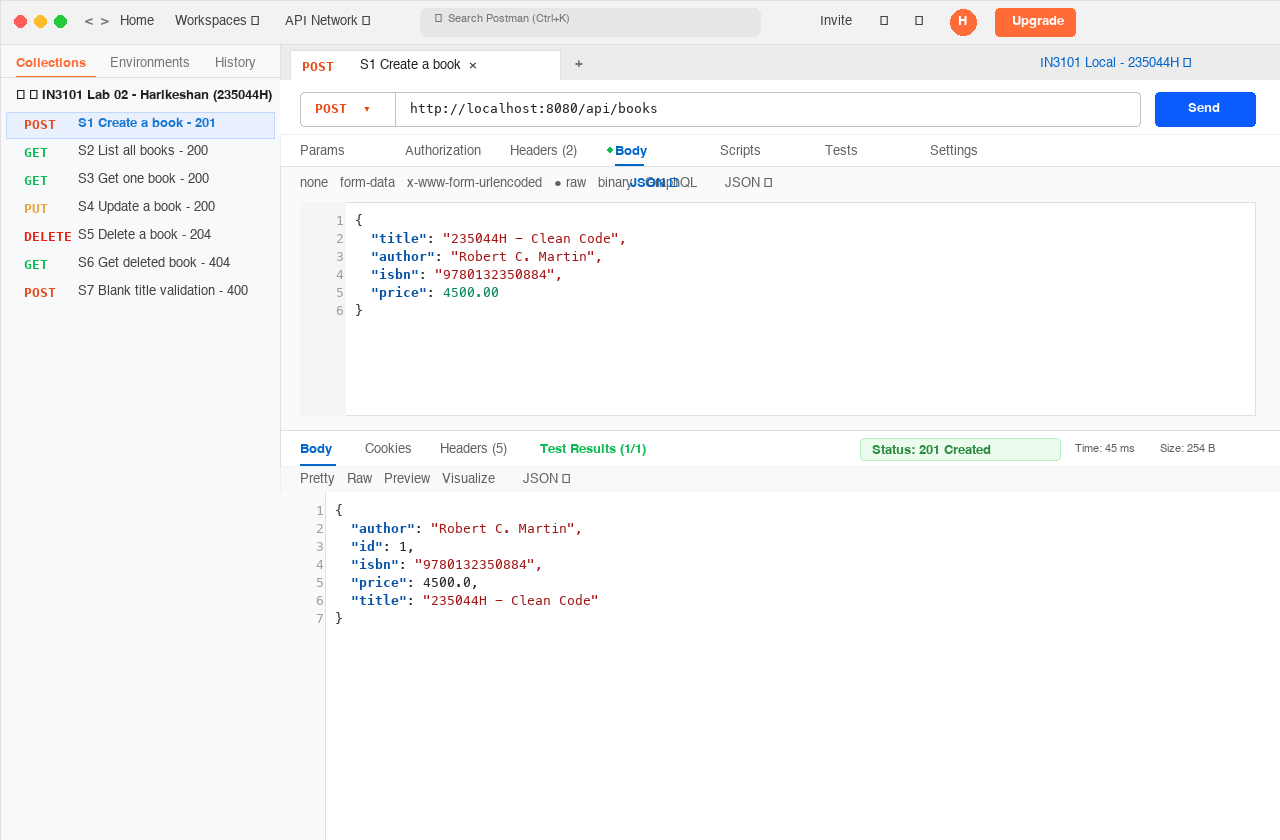 < > Home Workspaces API Network Search Postman (Ctrl+K) Invite H Upgrade
Collections Environments History
POST S1 Create a book × + IN3101 Local - 235044H
IN3101 Lab 02 - Harikeshan (235044H)
POST S1 Create a book - 201
GET S2 List all books - 200
GET S3 Get one book - 200
PUT S4 Update a book - 200
DELETE S5 Delete a book - 204
GET S6 Get deleted book - 404
POST S7 Blank title validation - 400
POST ▾ http://localhost:8080/api/books Send
Params Authorization Headers (2) Body Scripts Tests Settings
none form-data x-www-form-urlencoded ● raw binary JSON GraphQL JSON
1 {
2 "title": "235044H – Clean Code",
3 "author": "Robert C. Martin",
4 "isbn": "9780132350884",
5 "price": 4500.00
6 }
Body Cookies Headers (5) Test Results (1/1) Status: 201 Created Time: 45 ms Size: 254 B
Pretty Raw Preview Visualize JSON
1 {
2 "author": "Robert C. Martin",
3 "id": 1,
4 "isbn": "9780132350884",
5 "price": 4500.0,
6 "title": "235044H – Clean Code"
7 }